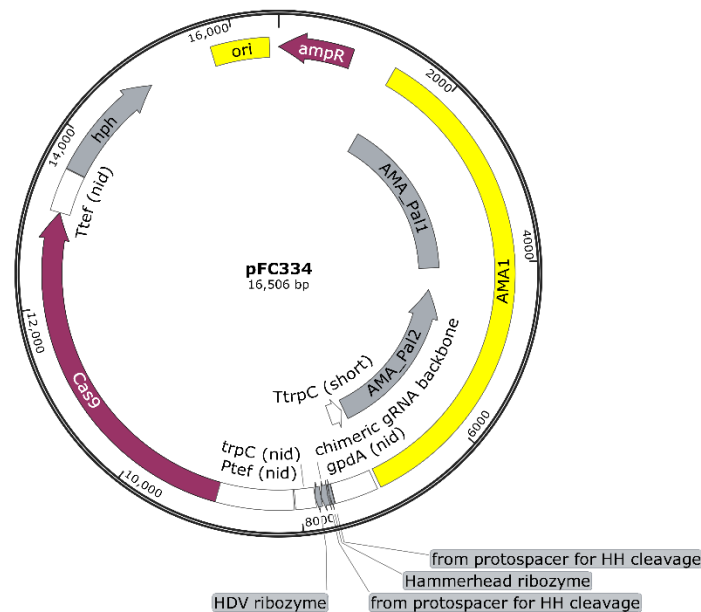 16,000
ori
ampR
2000
14,000
hph
AMA_Pal1
Ttef (nid)
4000
pFC334
16,506 bp
AMA1
12,000
Cas9
AMA_Pal2
TtrpC (short)
chimeric gRNA backbone
6000
trpC (nid)
gpdA (nid)
Ptef (nid)
10,000
8000
from protospacer for HH cleavage
Hammerhead ribozyme
HDV ribozyme
from protospacer for HH cleavage